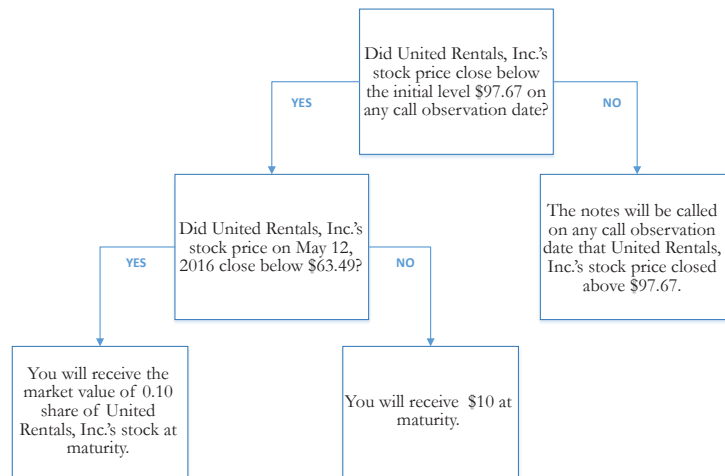 Did United Rentals, Inc.'s
stock price close below
the initial level $97.67 on
any call observation date?
YES
NO
Did United Rentals, Inc.'s
stock price on May 12,
2016 close below $63.49?
The notes will be called
on any call observation
date that United Rentals,
Inc.'s stock price closed
above $97.67.
YES
NO
You will receive the
market value of 0.10
share of United
Rentals, Inc.'s stock at
maturity.
You will receive $10 at
maturity.